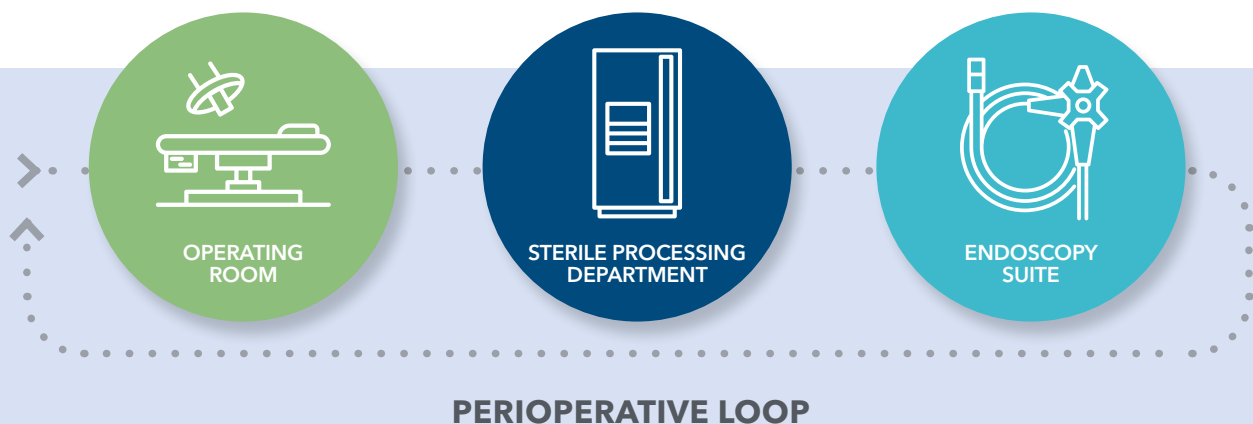 OPERATING
ROOM
STERILE PROCESSING
DEPARTMENT
ENDOSCOPY
SUITE
PERIOPERATIVE LOOP